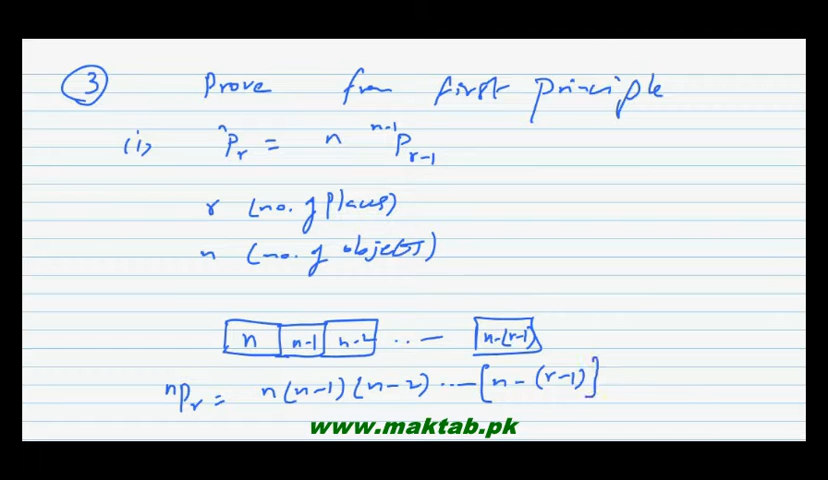 ③ Prove from first principle
(i) ⁿPᵣ = n ⁿ⁻¹Pᵣ₋₁
r (no. of places)
n (no. of objects)
n n-1 n-2 ..— n-(r-1)
ⁿPᵣ = n(n-1)(n-2) ..—[n-(r-1)]
www.maktab.pk